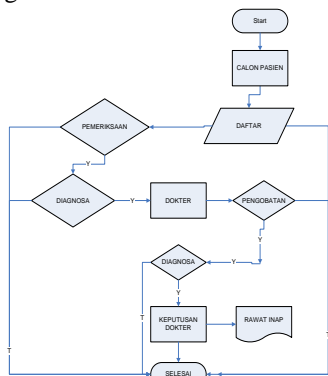 Start
CALON PASIEN
DAFTAR
PEMERIKSAAN
Y
DIAGNOSA
Y
DOKTER
PENGOBATAN
Y
DIAGNOSA
Y
Y
KEPUTUSAN
DOKTER
RAWAT INAP
T
T
T
SELESAI